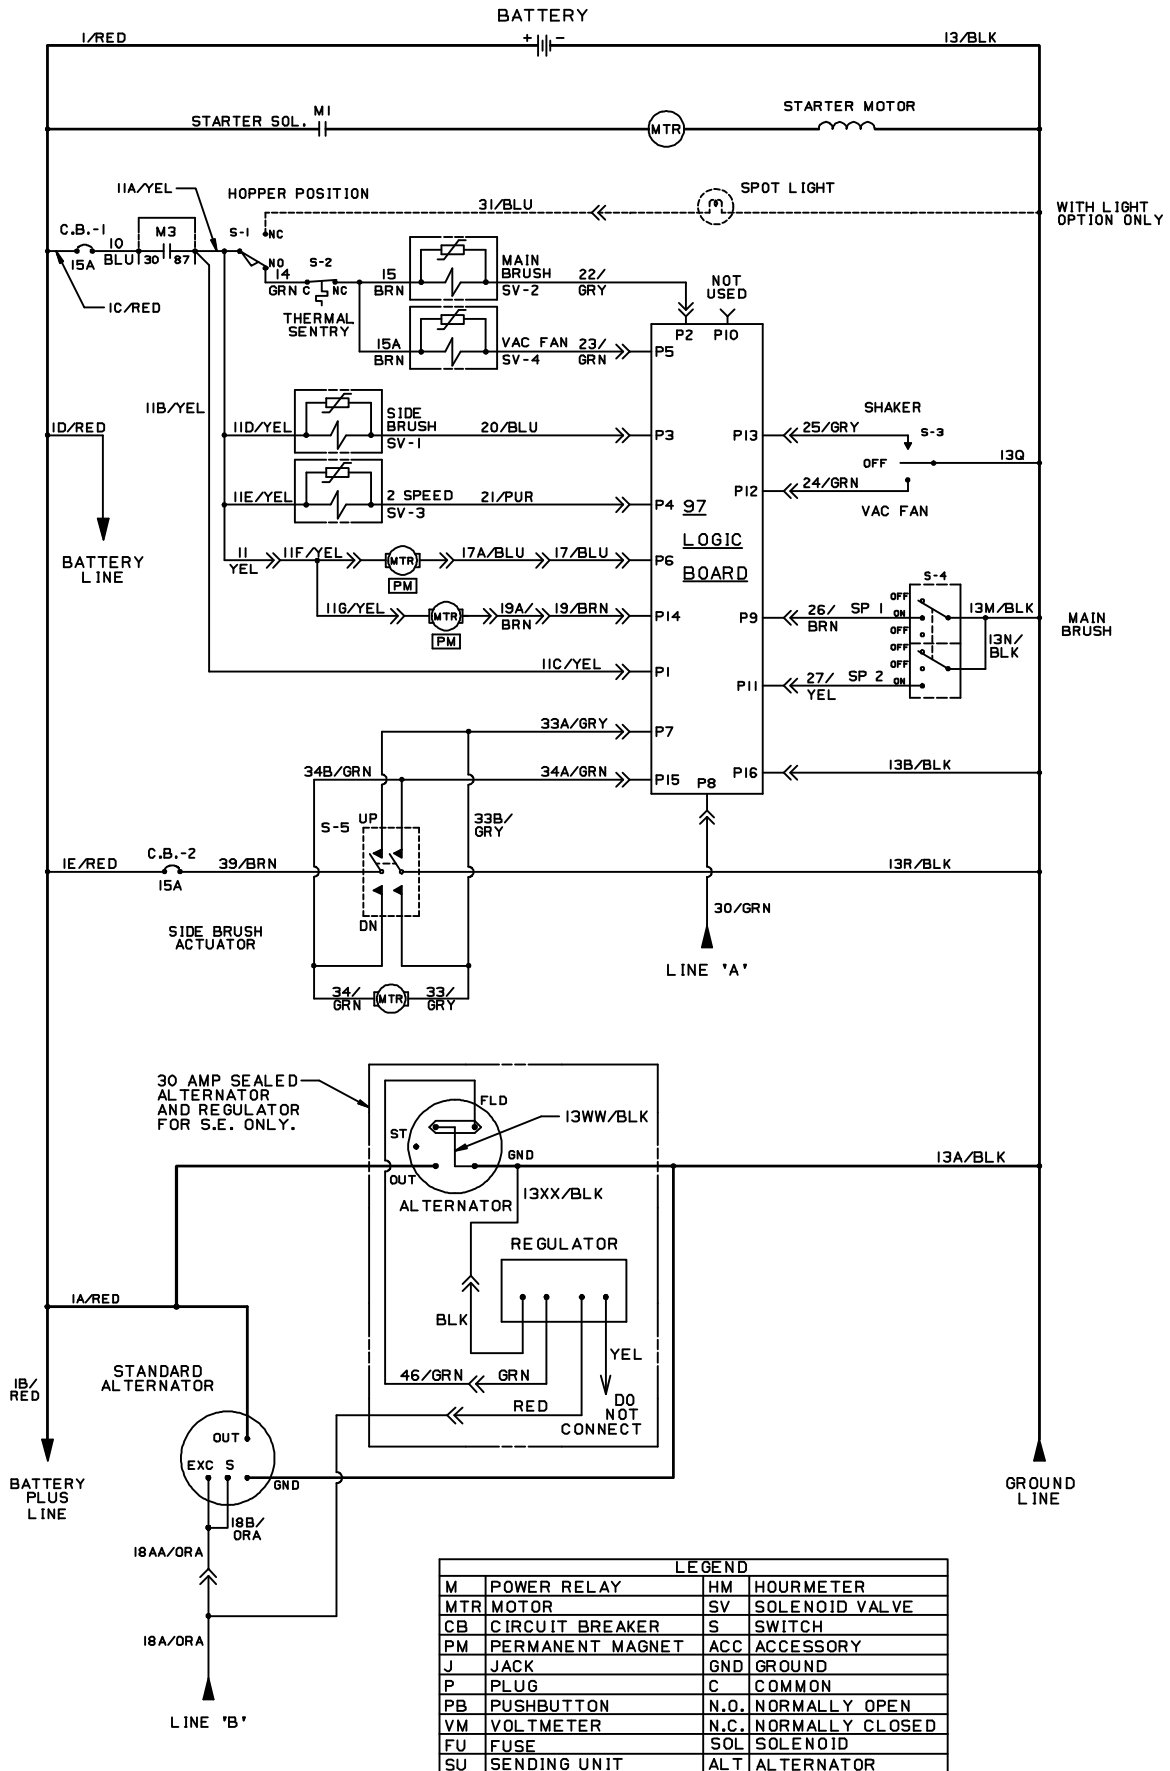 BATTERY
1/RED
+ -
13/BLK
STARTER SOL.
M1
MTR
STARTER MOTOR
11A/YEL
HOPPER POSITION
31/BLU
SPOT LIGHT
WITH LIGHT
OPTION ONLY
C.B.-1
15A
10
BLU
M3
30 87
S-1
NC
NO
14
GRN
S-2
C NC
THERMAL
SENTRY
15
BRN
MAIN
BRUSH
SV-2
22/
GRY
NOT
USED
1C/RED
P2 P10
15A
BRN
VAC FAN
SV-4
23/
GRN
P5
11B/YEL
1D/RED
BATTERY
LINE
11D/YEL
SIDE
BRUSH
SV-1
20/BLU
P3
P13
25/GRY
SHAKER
S-3
OFF
13Q
P12
24/GRN
VAC FAN
11E/YEL
2 SPEED
SV-3
21/PUR
P4
97
LOGIC
BOARD
11
YEL
11F/YEL
MTR
PM
17A/BLU
17/BLU
P6
11G/YEL
MTR
PM
19A/
BRN
19/BRN
P14
P9
26/
BRN
SP 1
S-4
OFF
ON
OFF
OFF
OFF
ON
13M/BLK
13N/
BLK
MAIN
BRUSH
11C/YEL
P1
P11
27/
YEL
SP 2
33A/GRY
P7
34B/GRN
34A/GRN
P15
P8
P16
13B/BLK
S-5
UP
33B/
GRY
1E/RED
C.B.-2
15A
39/BRN
13R/BLK
DN
SIDE BRUSH
ACTUATOR
30/GRN
LINE 'A'
34/
GRN
MTR
33/
GRY
30 AMP SEALED
ALTERNATOR
AND REGULATOR
FOR S.E. ONLY.
FLD
13WW/BLK
ST
GND
OUT
13A/BLK
ALTERNATOR
13XX/BLK
REGULATOR
1A/RED
BLK
YEL
46/GRN
GRN
DO
NOT
CONNECT
RED
STANDARD
ALTERNATOR
1B/
RED
OUT
EXC S
GND
BATTERY
PLUS
LINE
GROUND
LINE
18B/
ORA
18AA/ORA
18A/ORA
LINE 'B'
LEGEND
M POWER RELAY HM HOURMETER
MTR MOTOR SV SOLENOID VALVE
CB CIRCUIT BREAKER S SWITCH
PM PERMANENT MAGNET ACC ACCESSORY
J JACK GND GROUND
P PLUG C COMMON
PB PUSHBUTTON N.O. NORMALLY OPEN
VM VOLTMETER N.C. NORMALLY CLOSED
FU FUSE SOL SOLENOID
SU SENDING UNIT ALT ALTERNATOR